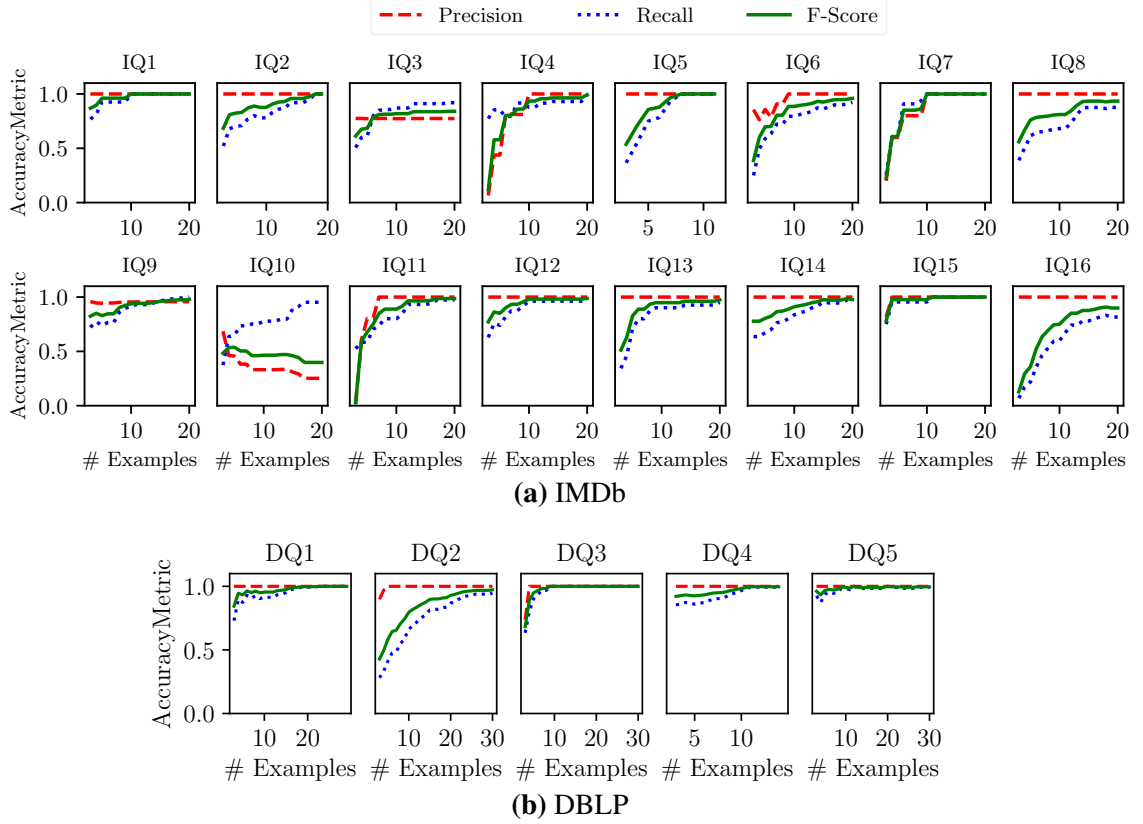 Precision Recall F-Score
IQ1 IQ2 IQ3 IQ4 IQ5 IQ6 IQ7 IQ8
AccuracyMetric
1.0
0.5
0.0
10 20 10 20 10 20 10 20 5 10 10 20 10 20 10 20
IQ9 IQ10 IQ11 IQ12 IQ13 IQ14 IQ15 IQ16
AccuracyMetric
1.0
0.5
0.0
10 20 10 20 10 20 10 20 10 20 10 20 10 20 10 20
# Examples # Examples # Examples # Examples # Examples # Examples # Examples # Examples
(a) IMDb
DQ1 DQ2 DQ3 DQ4 DQ5
AccuracyMetric
1.0
0.5
0.0
10 20 10 20 30 10 20 30 5 10 10 20 30
# Examples # Examples # Examples # Examples # Examples
(b) DBLP